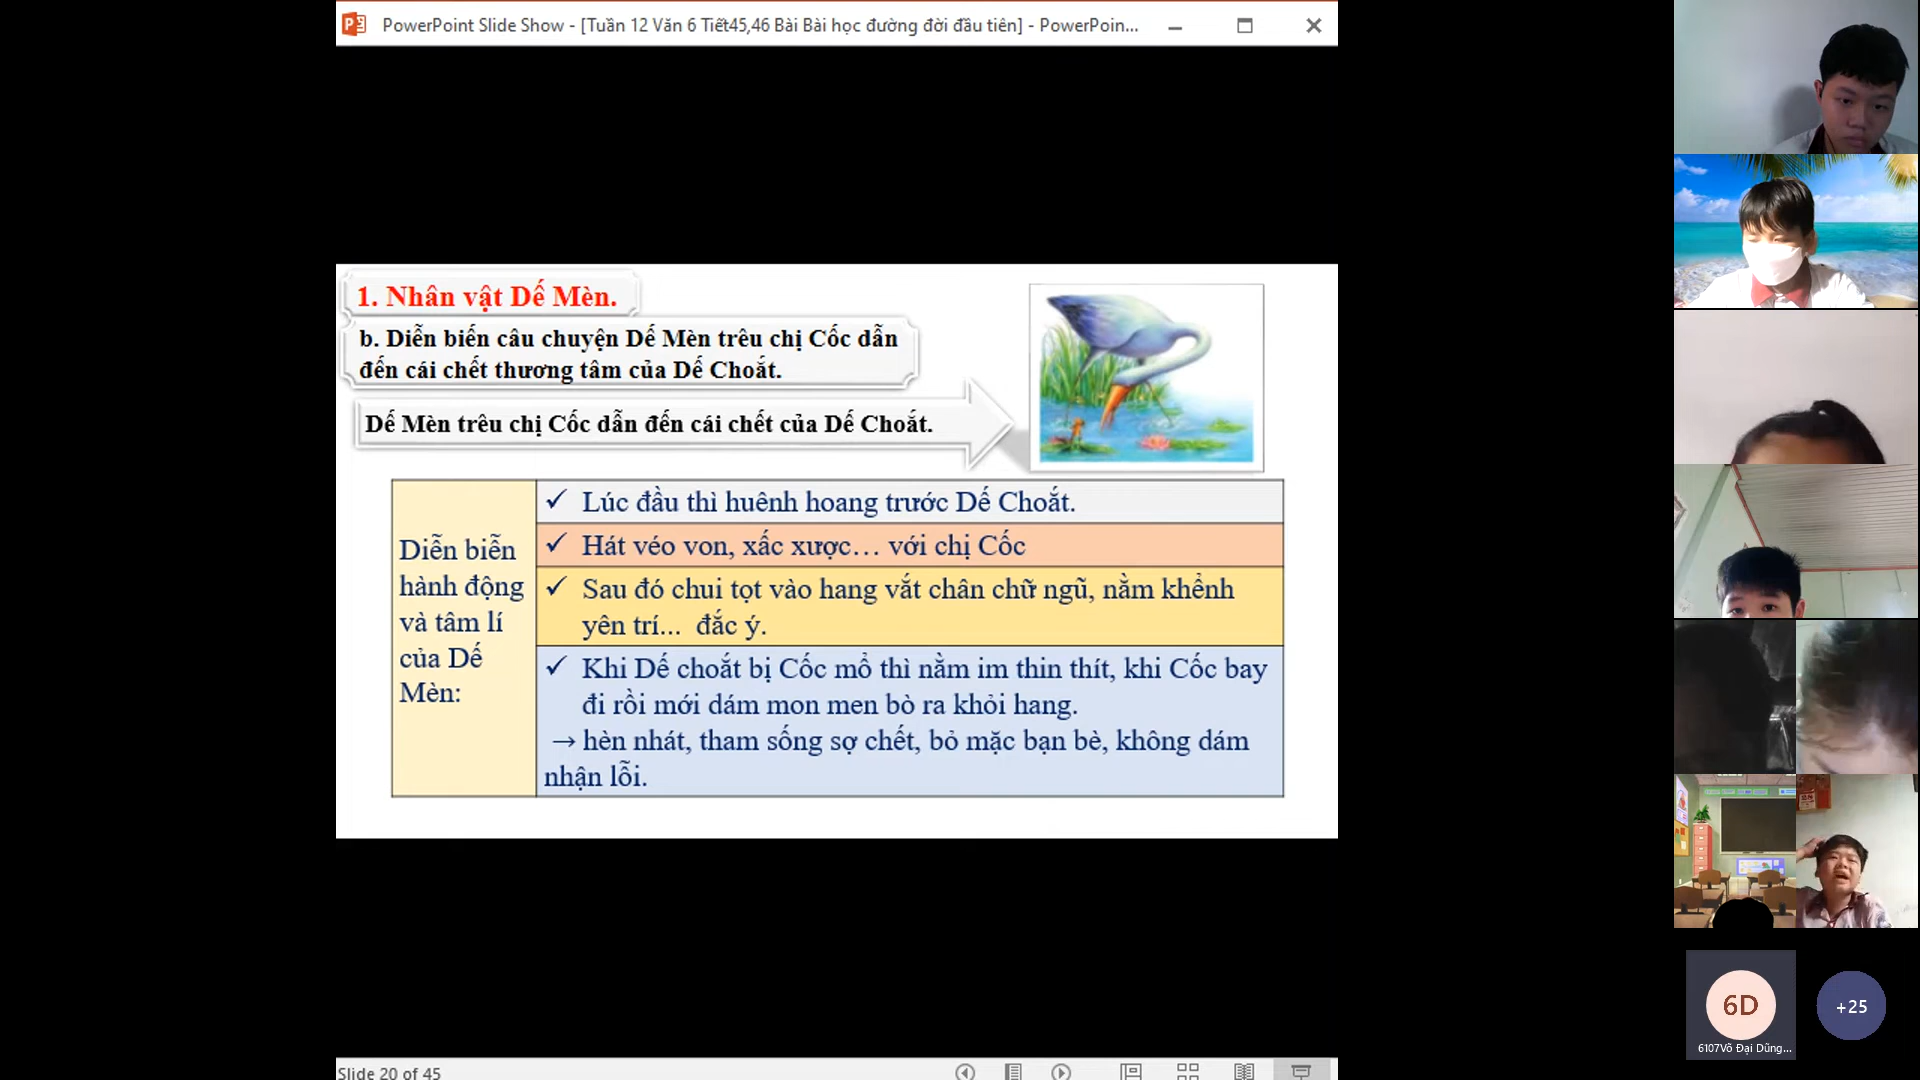 PowerPoint Slide Show - [Tuần 12 Văn 6 Tiết45,46 Bài Bài học đường đời đầu tiên] - PowerPoin...
1. Nhân vật Dế Mèn.
b. Diễn biến câu chuyện Dế Mèn trêu chị Cốc dẫn
đến cái chết thương tâm của Dế Choắt.
Dế Mèn trêu chị Cốc dẫn đến cái chết của Dế Choắt.
Diễn biễn
hành động
và tâm lí
của Dế
Mèn:
✓ Lúc đầu thì huênh hoang trước Dế Choắt.
✓ Hát véo von, xấc xược… với chị Cốc
✓ Sau đó chui tọt vào hang vắt chân chữ ngũ, nằm khểnh
yên trí... đắc ý.
✓ Khi Dế choắt bị Cốc mổ thì nằm im thin thít, khi Cốc bay
đi rồi mới dám mon men bò ra khỏi hang.
→ hèn nhát, tham sống sợ chết, bỏ mặc bạn bè, không dám
nhận lỗi.
Slide 20 of 45
6D
6107Võ Đại Dũng...
+25